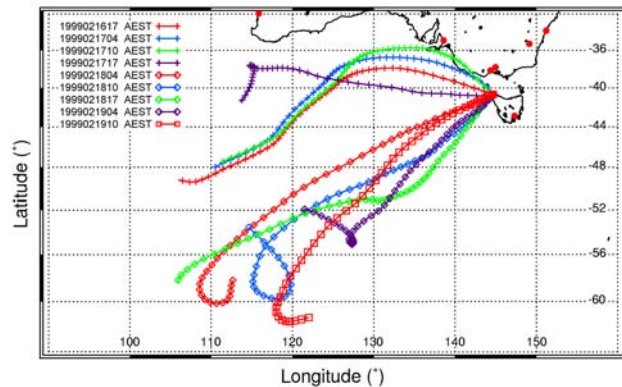 1999021617 AEST
1999021704 AEST
1999021710 AEST
1999021717 AEST
1999021804 AEST
1999021810 AEST
1999021817 AEST
1999021904 AEST
1999021910 AEST
-36
-40
-44
-48
-52
-56
-60
100 110 120 130 140 150
Latitude (°)
Longitude (°)